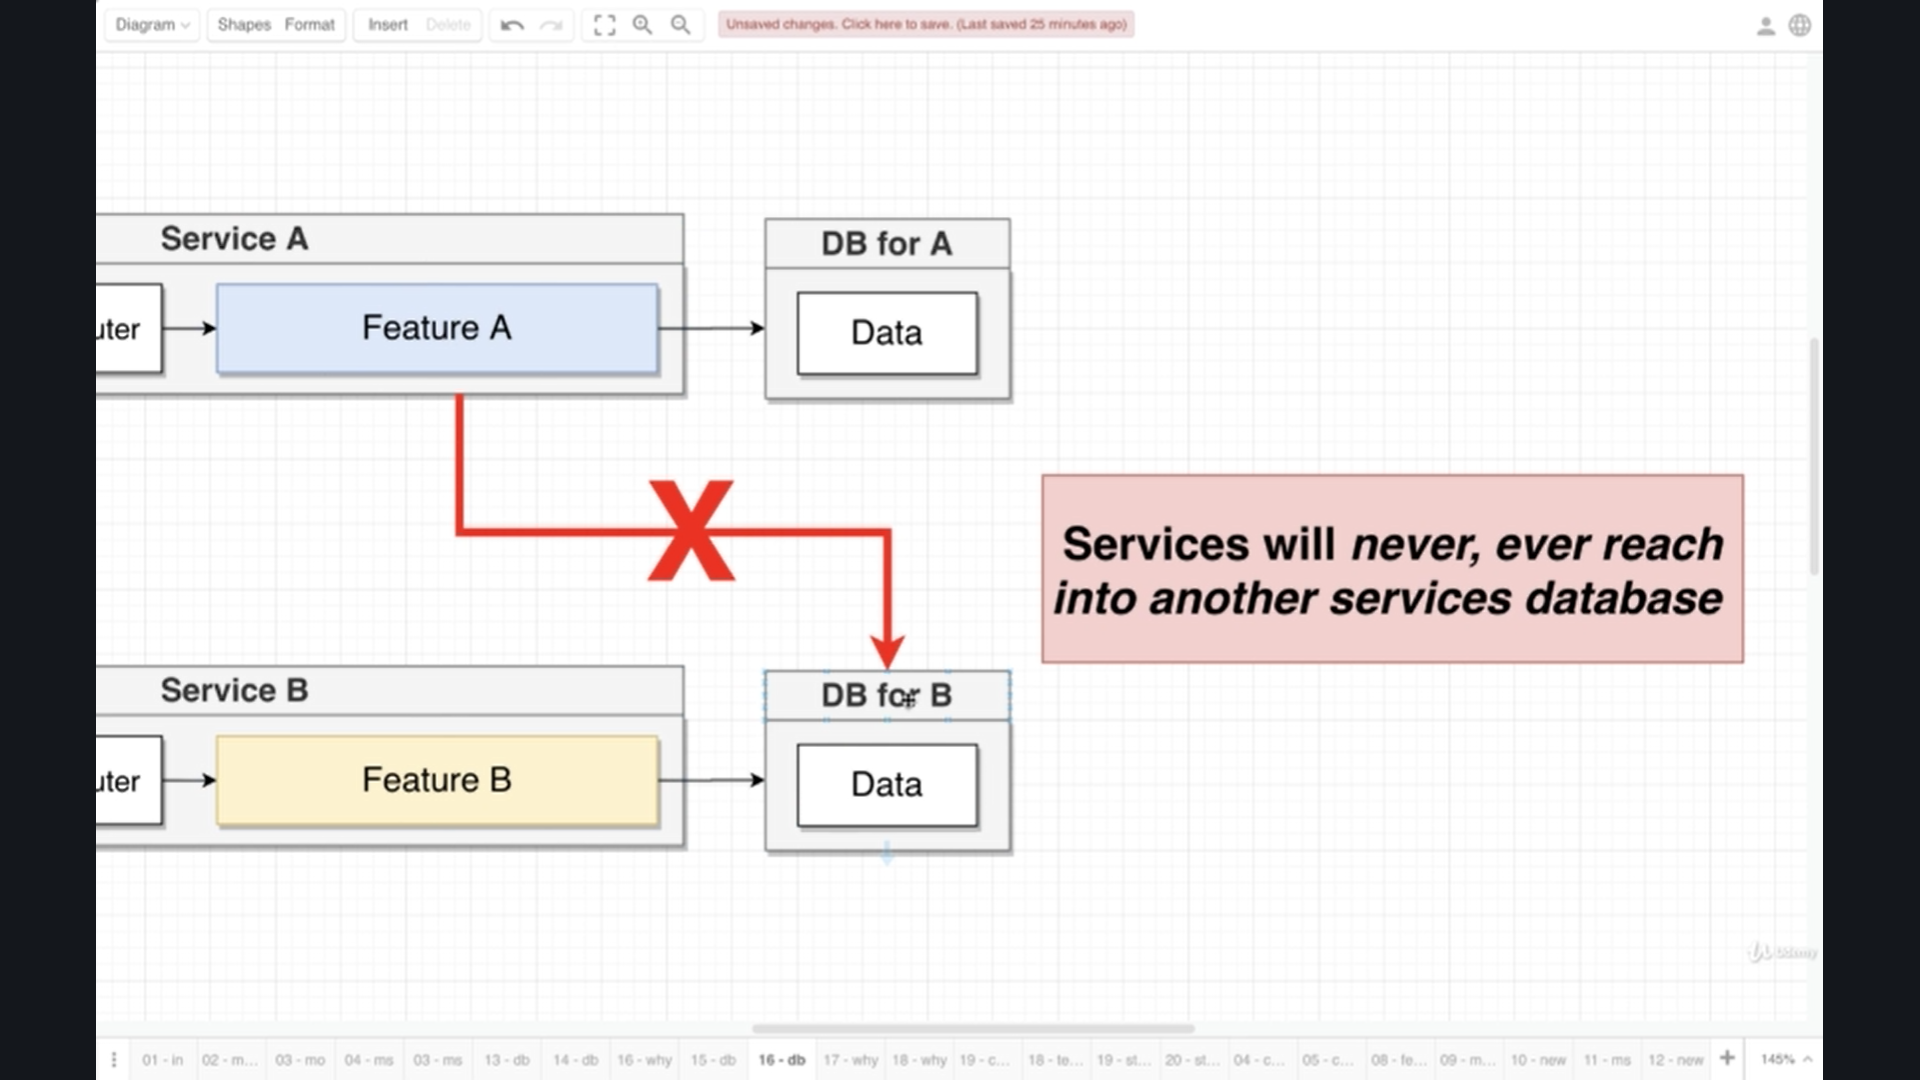 Diagram
Shapes Format
Insert Delete
Unsaved changes. Click here to save. (Last saved 25 minutes ago)
Service A
uter
Feature A
DB for A
Data
Services will never, ever reach
into another services database
Service B
uter
Feature B
DB for B
Data
Udemy
01 - in
02 - m...
03 - mo
04 - ms
03 - ms
13 - db
14 - db
16 - why
15 - db
16 - db
17 - why
18 - why
19 - c...
18 - te...
19 - st...
20 - st...
04 - c...
05 - c...
08 - fe...
09 - m...
10 - new
11 - ms
12 - new
145%